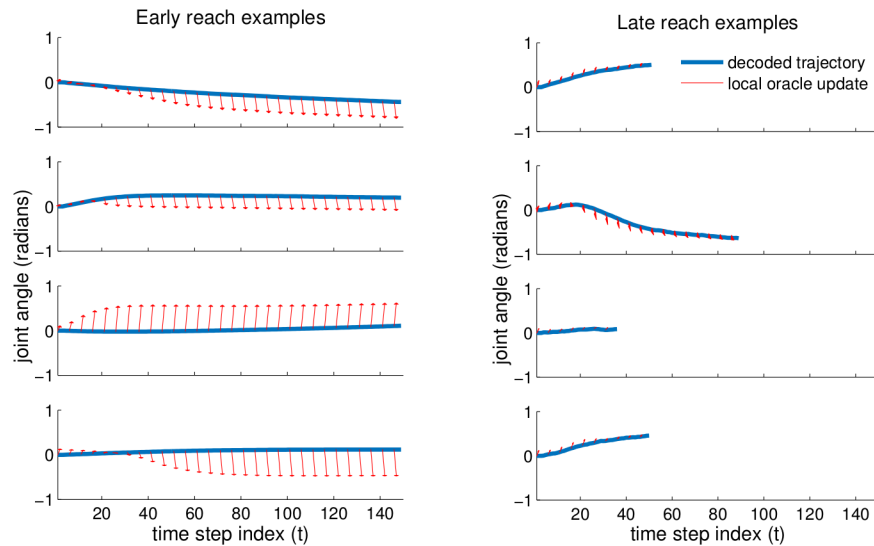 Early reach examples
1
0
−1
1
0
−1
1
0
−1
1
0
−1
20 40 60 80 100 120 140
time step index (t)
joint angle (radians)
Late reach examples
decoded trajectory
local oracle update
1
0
−1
1
0
−1
1
0
−1
1
0
−1
20 40 60 80 100 120 140
time step index (t)
joint angle (radians)